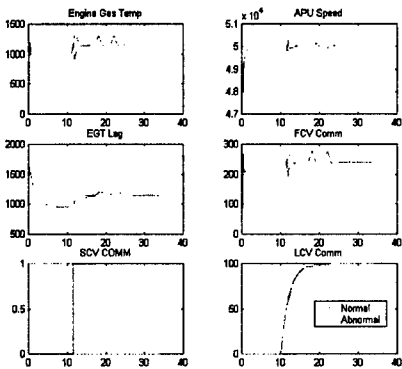 Engine Gas Temp
APU Speed
x 10^4
1500
1000
500
0
0 10 20 30 40
5.1
5
4.9
4.8
4.7
0 10 20 30 40
EGT Lag
FCV Comm
2000
1500
1000
500
0 10 20 30 40
300
200
100
0
0 10 20 30 40
SCV COMM
LCV Comm
1
0.5
0
0 10 20 30 40
100
50
0
0 10 20 30 40
Normal
Abnormal